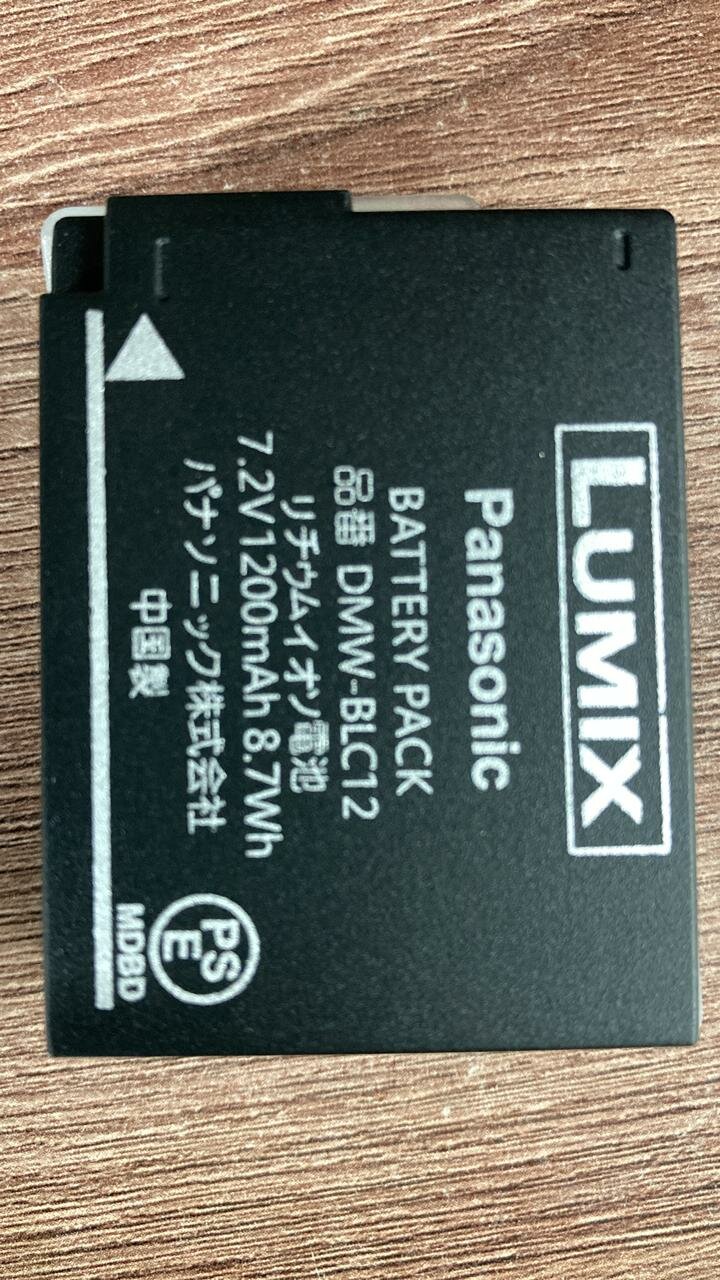 LUMIX
Panasonic
BATTERY PACK
品番 DMW-BLC12
リチウムイオン電池
7.2V 1200mAh 8.7Wh
パナソニック株式会社
中国製
PS
E
MDBD